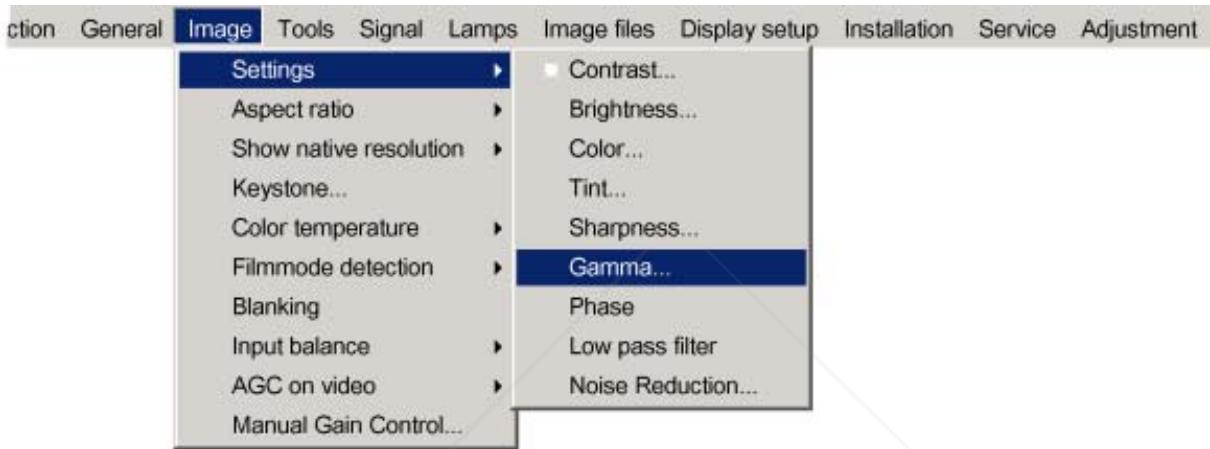 ction General Image Tools Signal Lamps Image files Display setup Installation Service Adjustment
Settings
Aspect ratio
Show native resolution
Keystone...
Color temperature
Filmmode detection
Blanking
Input balance
AGC on video
Manual Gain Control...
Contrast...
Brightness...
Color...
Tint...
Sharpness...
Gamma...
Phase
Low pass filter
Noise Reduction...